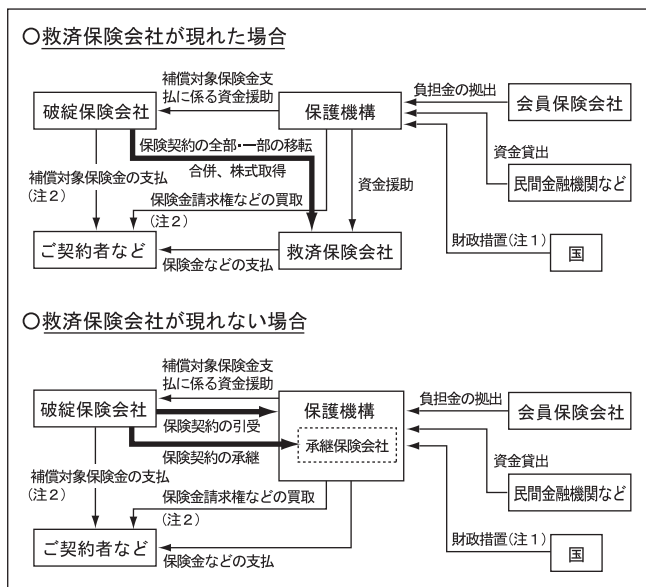 ○救済保険会社が現れた場合
補償対象保険金支
払に係る資金援助
負担金の拠出
破綻保険会社
保護機構
会員保険会社
保険契約の全部・一部の移転
資金貸出
合併、株式取得
資金援助
民間金融機関など
補償対象保険金の支払
(注2)
保険金請求権などの買取
(注2)
財政措置(注1)
ご契約者など
救済保険会社
国
保険金などの支払
○救済保険会社が現れない場合
補償対象保険金支
払に係る資金援助
負担金の拠出
破綻保険会社
保護機構
会員保険会社
保険契約の引受
承継保険会社
保険契約の承継
資金貸出
補償対象保険金の支払
(注2)
民間金融機関など
保険金請求権などの買取
(注2)
財政措置(注1)
ご契約者など
保険金などの支払
国